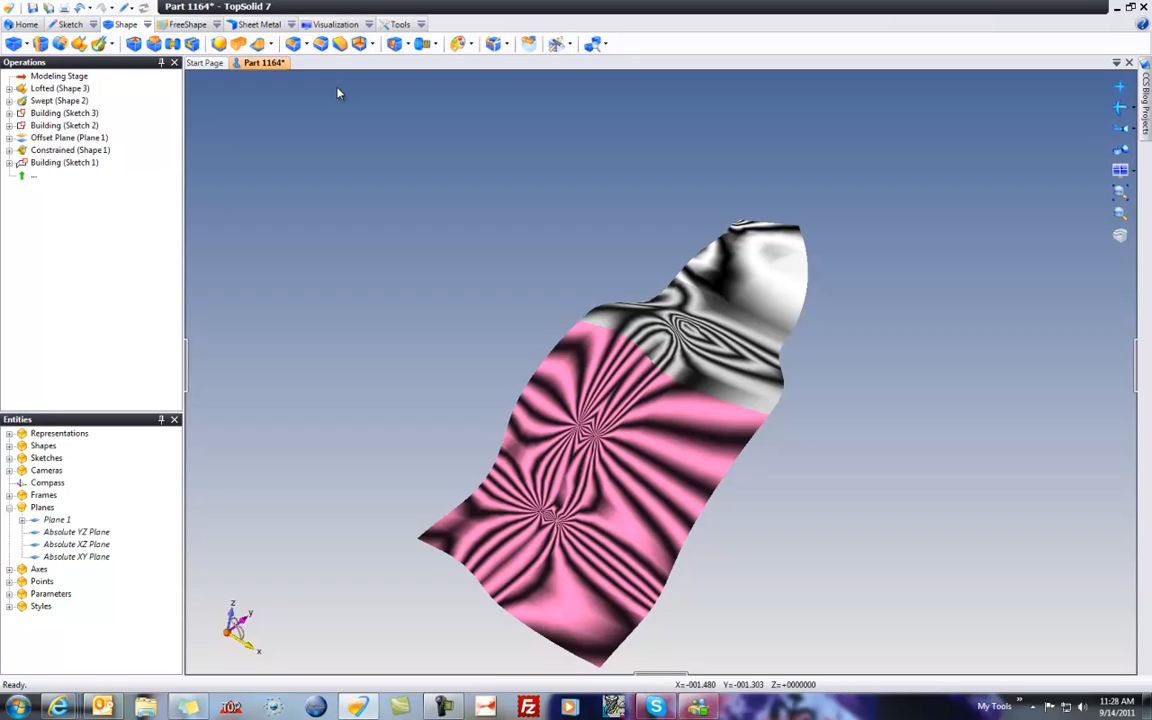 Part 1164* - TopSolid 7
Home Sketch Shape FreeShape Sheet Metal Visualization Tools
Operations
Start Page Part 1164*
Modeling Stage
Lofted (Shape 3)
Swept (Shape 2)
Building (Sketch 3)
Building (Sketch 2)
Offset Plane (Plane 1)
Constrained (Shape 1)
Building (Sketch 1)
...
CCSBlog Projects
Entities
Representations
Shapes
Sketches
Cameras
Compass
Frames
Planes
Plane 1
Absolute YZ Plane
Absolute XZ Plane
Absolute XY Plane
Axes
Points
Parameters
Styles
z
y
x
Ready.
X=-001.480 Y=-001.303 Z=+0000000
My Tools
11:28 AM
9/14/2011